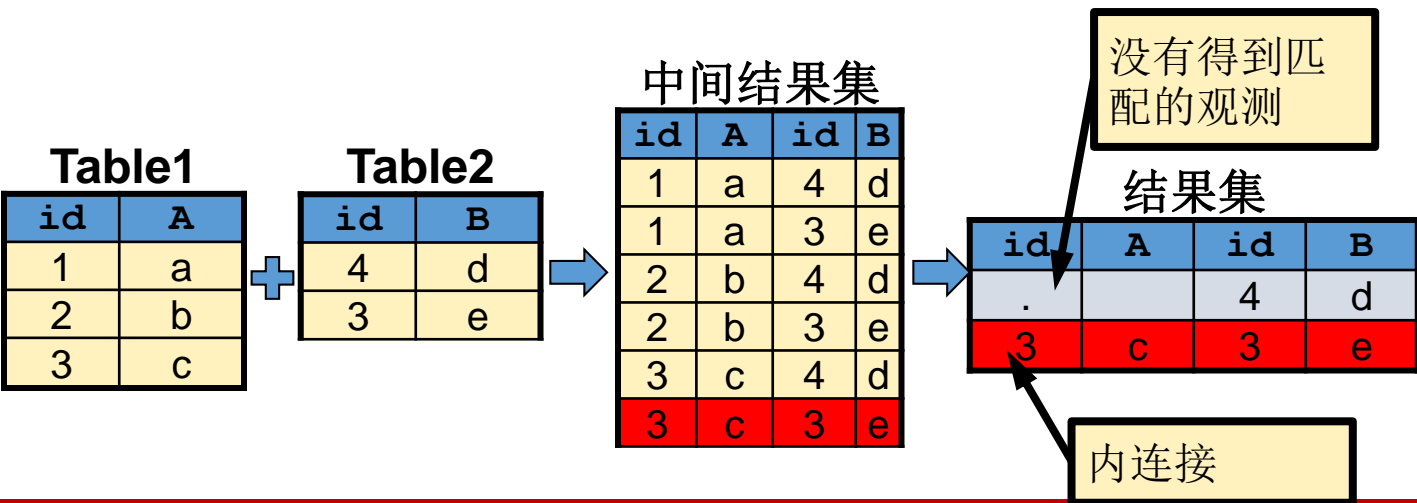 Table1
id A
1 a
2 b
3 c
Table2
id B
4 d
3 e
中间结果集
id A id B
1 a 4 d
1 a 3 e
2 b 4 d
2 b 3 e
3 c 4 d
3 c 3 e
没有得到匹
配的观测
结果集
id A id B
. 4 d
3 c 3 e
内连接